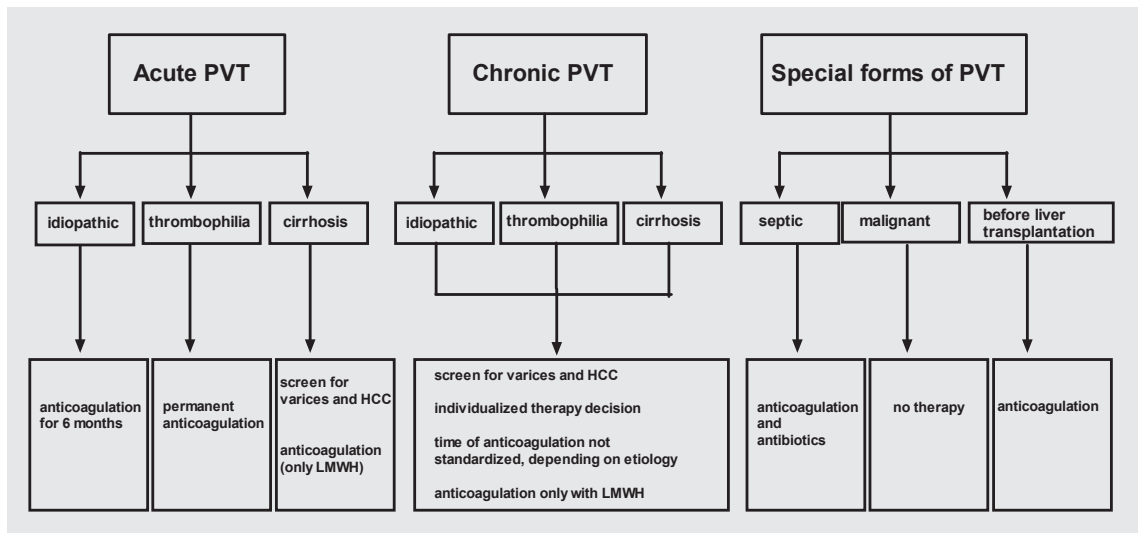 Acute PVT
Chronic PVT
Special forms of PVT
idiopathic
thrombophilia
cirrhosis
idiopathic
thrombophilia
cirrhosis
septic
malignant
before liver
transplantation
anticoagulation
for 6 months
permanent
anticoagulation
screen for
varices and HCC
anticoagulation
(only LMWH)
screen for varices and HCC
individualized therapy decision
time of anticoagulation not
standardized, depending on etiology
anticoagulation only with LMWH
anticoagulation
and
antibiotics
no therapy
anticoagulation